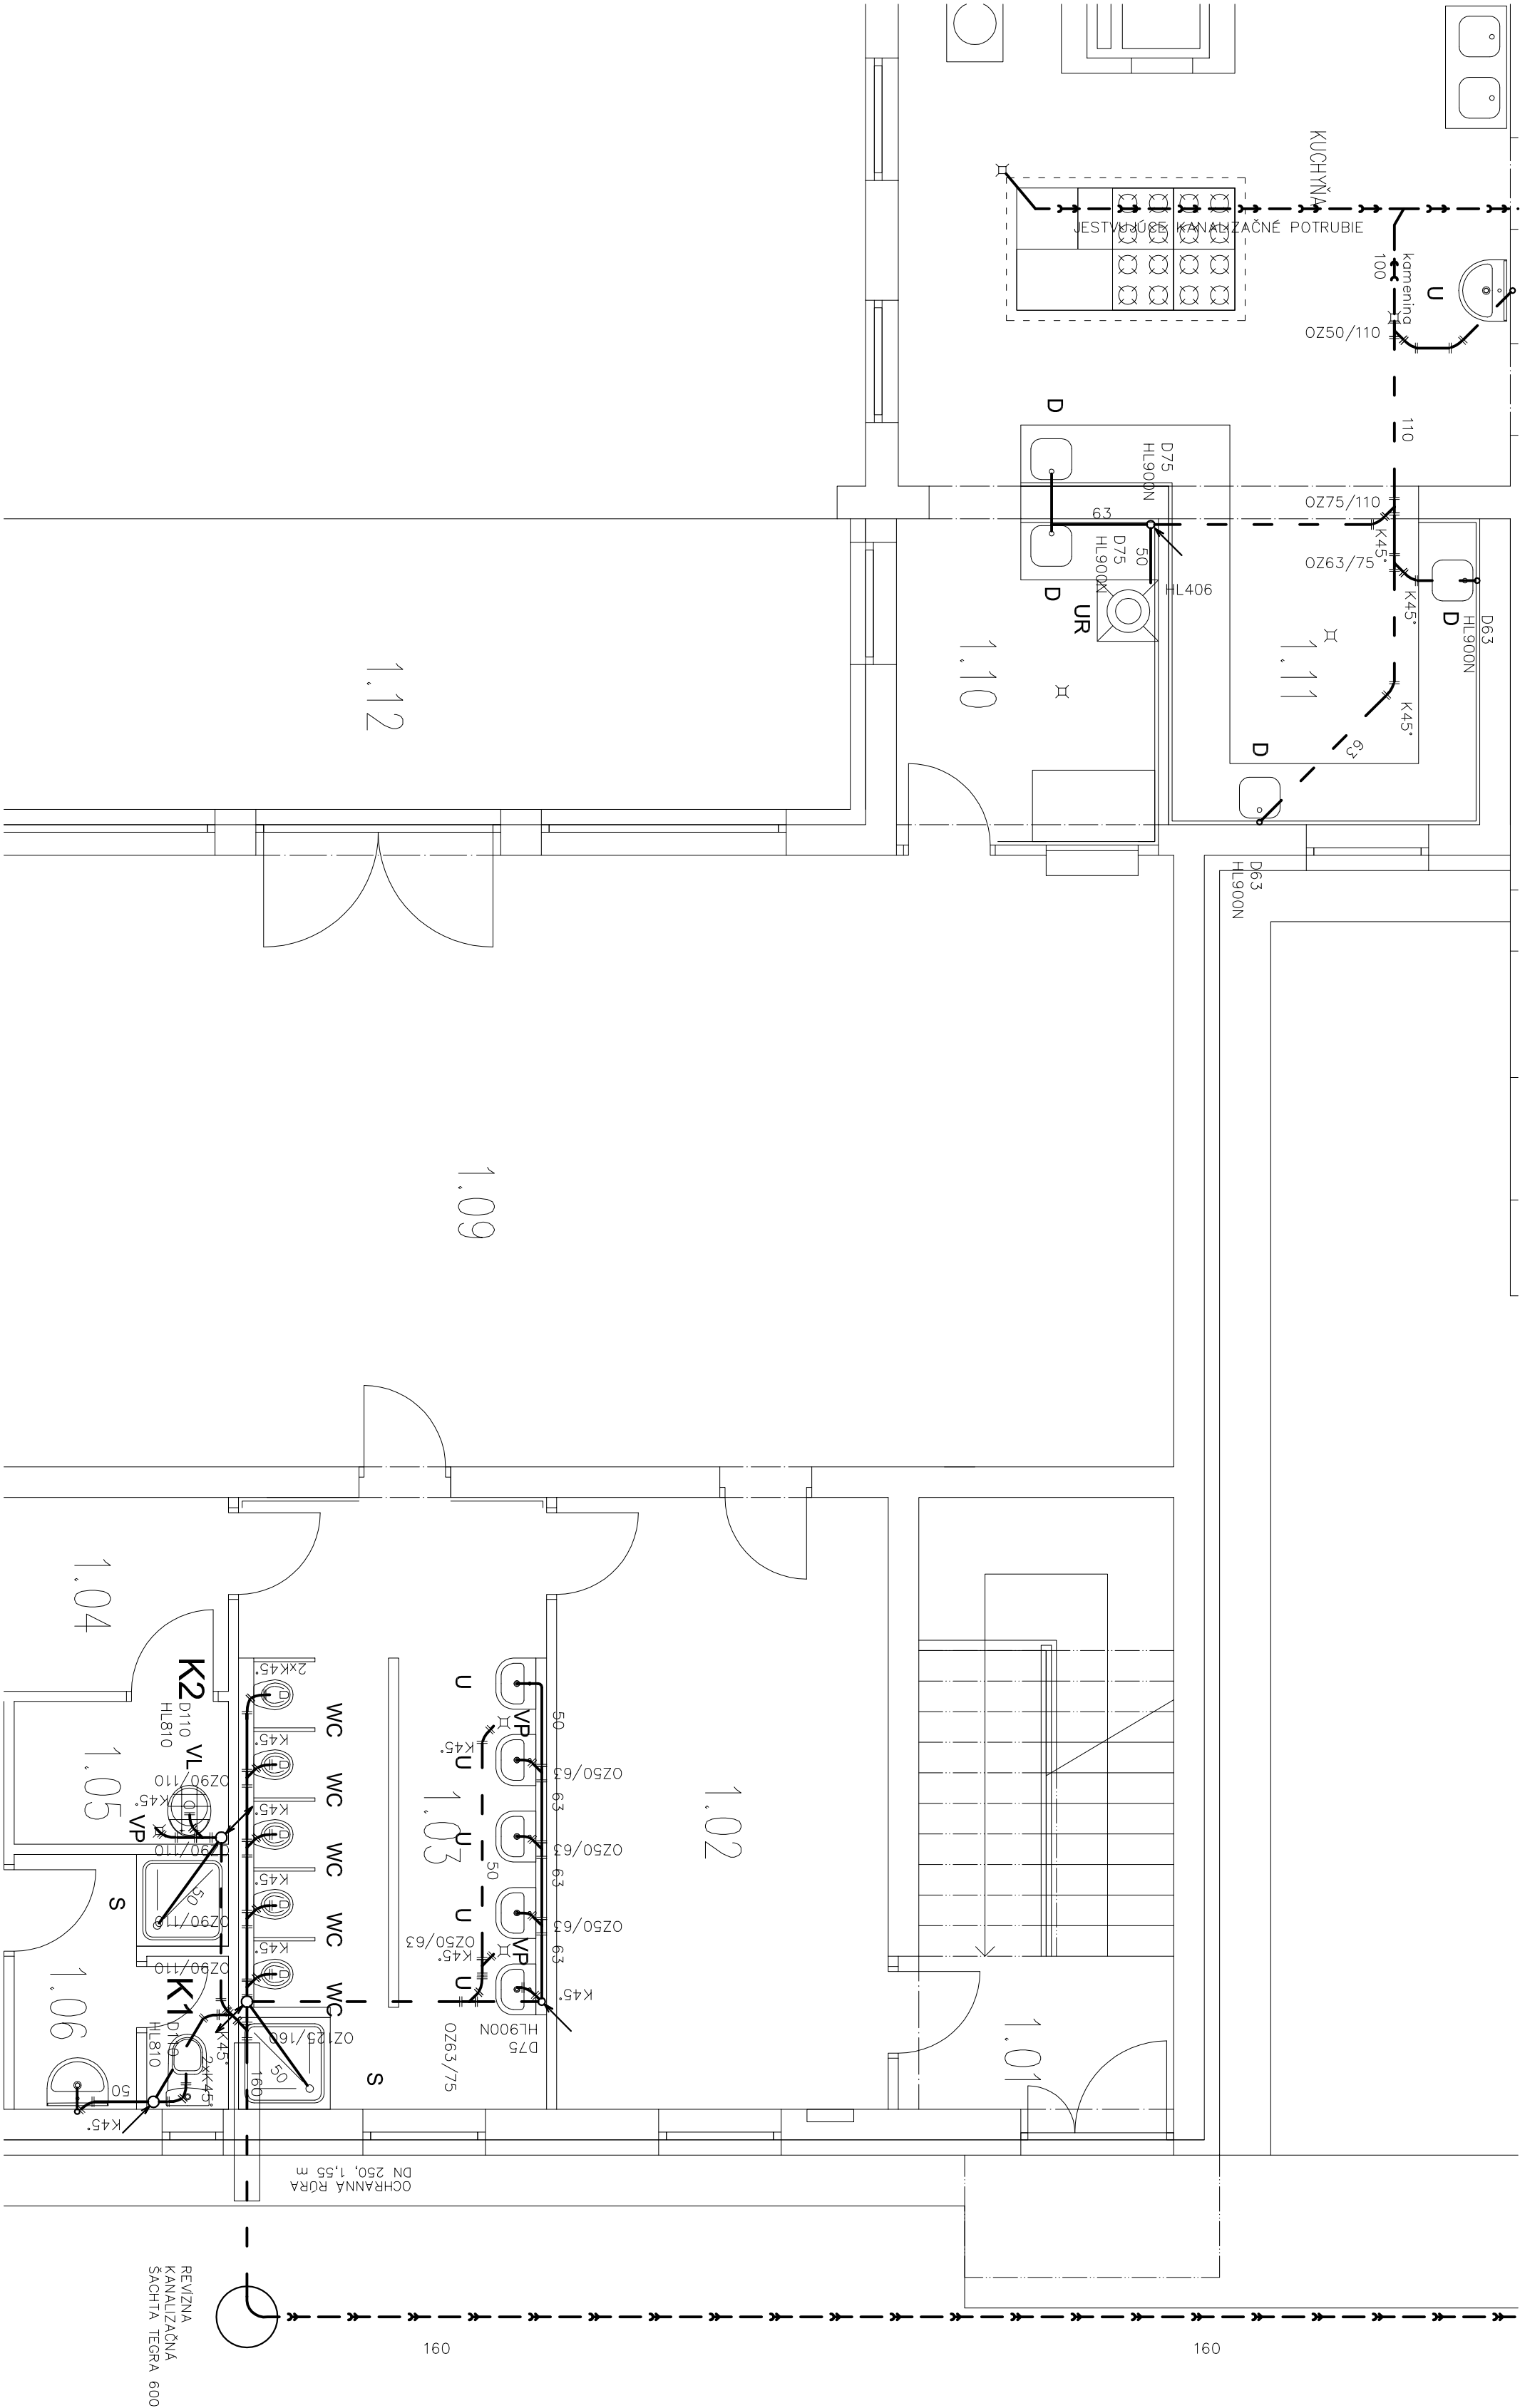 KUCHYŇA
JESTVUJÚCE KANALIZAČNÉ POTRUBIE
kamenina
100
U
OZ50/110
110
D
D75
HL900N
OZ75/110
63
K45°
D75
HL900N
50
OZ63/75
HL406
D
UR
K45°
D
D63
HL900N
1.10
1.11
1.12
K45°
63
D
D63
HL900N
1.09
1.04
K2
D110
HL810
VL
1.05
OZ90/110
K45°
VP
OZ90/110
S
50
OZ90/110
OZ90/110
1.06
K1
D110
HL810
K45°
2xK45°
50
K45°
2xK45°
WC
K45°
WC
K45°
WC
K45°
WC
K45°
WC
OZ125/160
50
160
S
U
VP
50
K45°
U
OZ50/63
63
1.03
U
OZ50/63
50
63
U
OZ50/63
OZ50/63
K45°
VP
63
U
K45°
HL900N
D75
OZ63/75
1.02
1.01
OCHRANNÁ RÚRA
DN 250, 1,55 m
REVÍZNA
KANALIZAČNÁ
ŠACHTA TEGRA 600
160
160